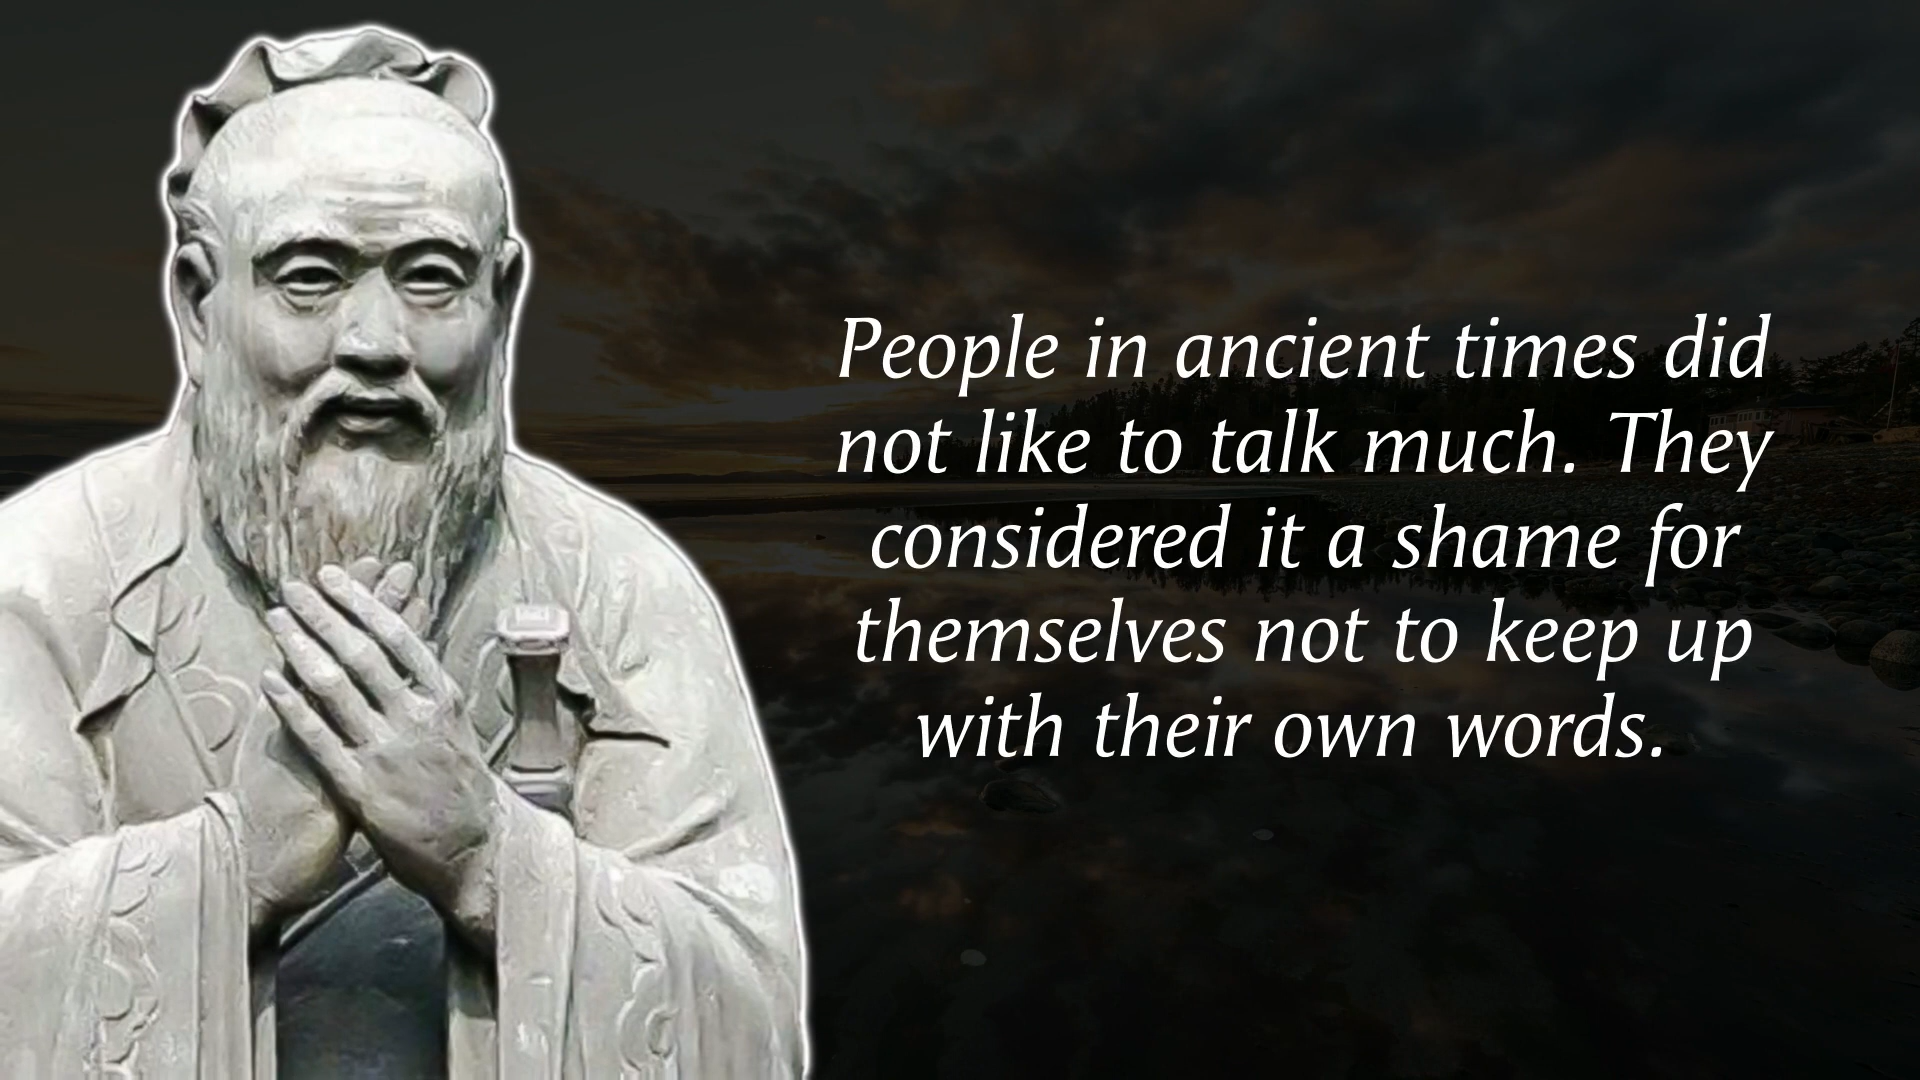 People in ancient times did
not like to talk much. They
considered it a shame for
themselves not to keep up
with their own words.